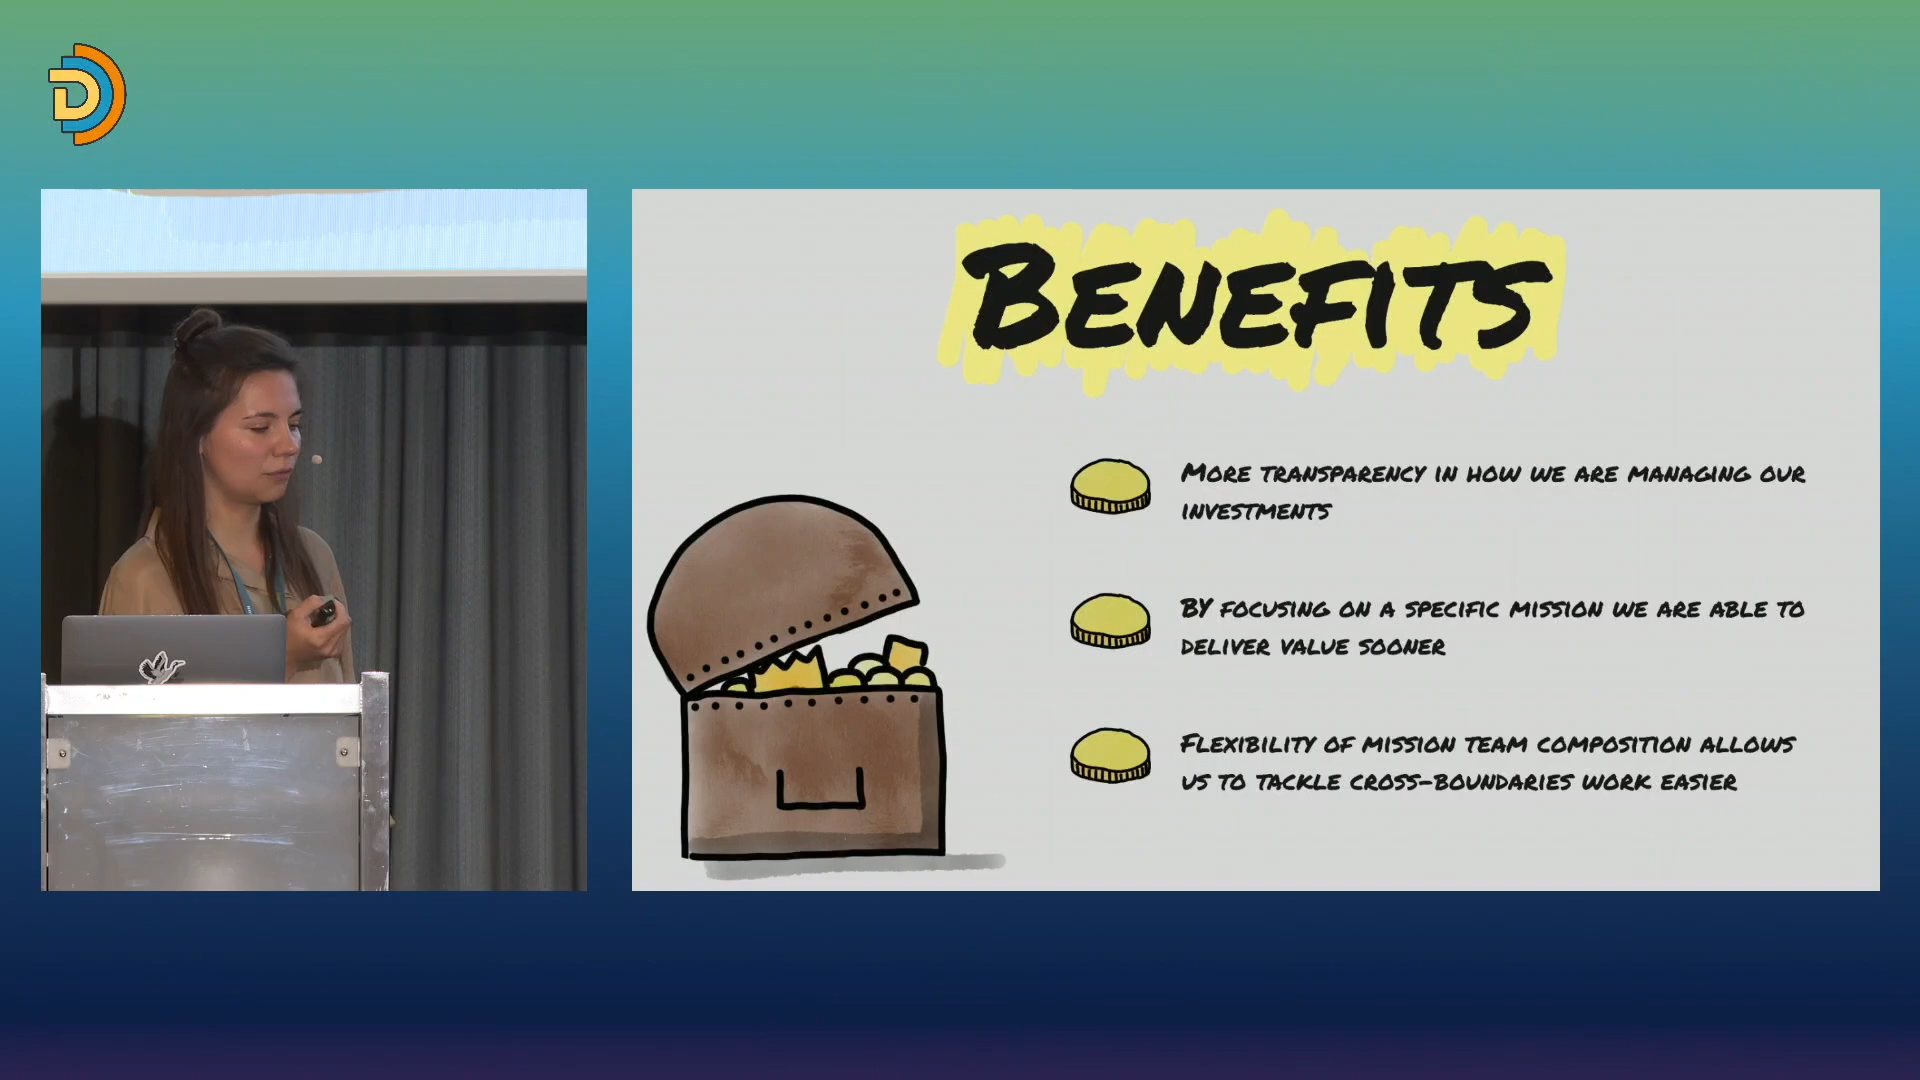 D
Benefits
More transparency in how we are managing our
investments
By focusing on a specific mission we are able to
deliver value sooner
Flexibility of mission team composition allows
us to tackle cross-boundaries work easier